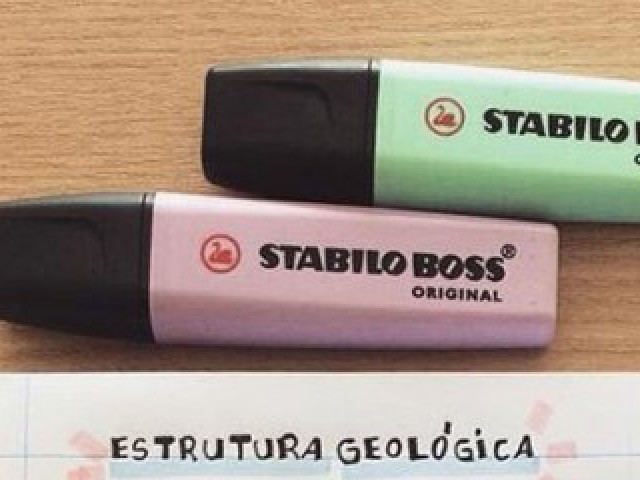 STABILO
STABILO BOSS®
ORIGINAL
ESTRUTURA GEOLÓGICA